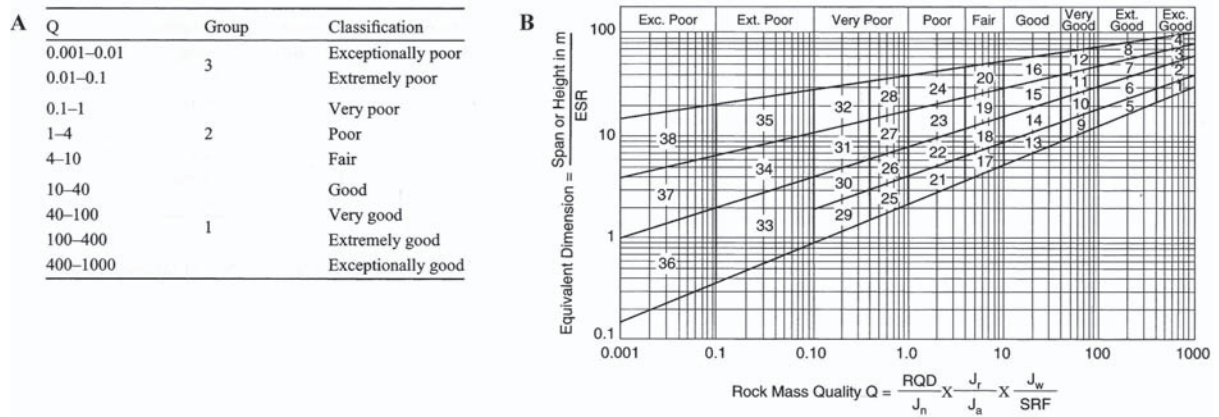 A
Q Group Classification
0.001–0.01 Exceptionally poor
3
0.01–0.1 Extremely poor
0.1–1 Very poor
1–4 2 Poor
4–10 Fair
10–40 Good
40–100 Very good
1
100–400 Extremely good
400–1000 Exceptionally good
B
Exc. Poor Ext. Poor Very Poor Poor Fair Good Very Good Ext. Good Exc. Good
Equivalent Dimension = Span or Height in m
ESR
100
10
1
0.1
4
8 3
12 7 2
20 16 11 6 1
24 15 10 5
32 28 19 14 9
38 35 27 23 18 13
31 26 22 17
37 34 30 25 21
33 29
36
0.001 0.1 0.10 1.0 10 100 1000
Rock Mass Quality Q = RQD X Jr X Jw
Jn Ja SRF